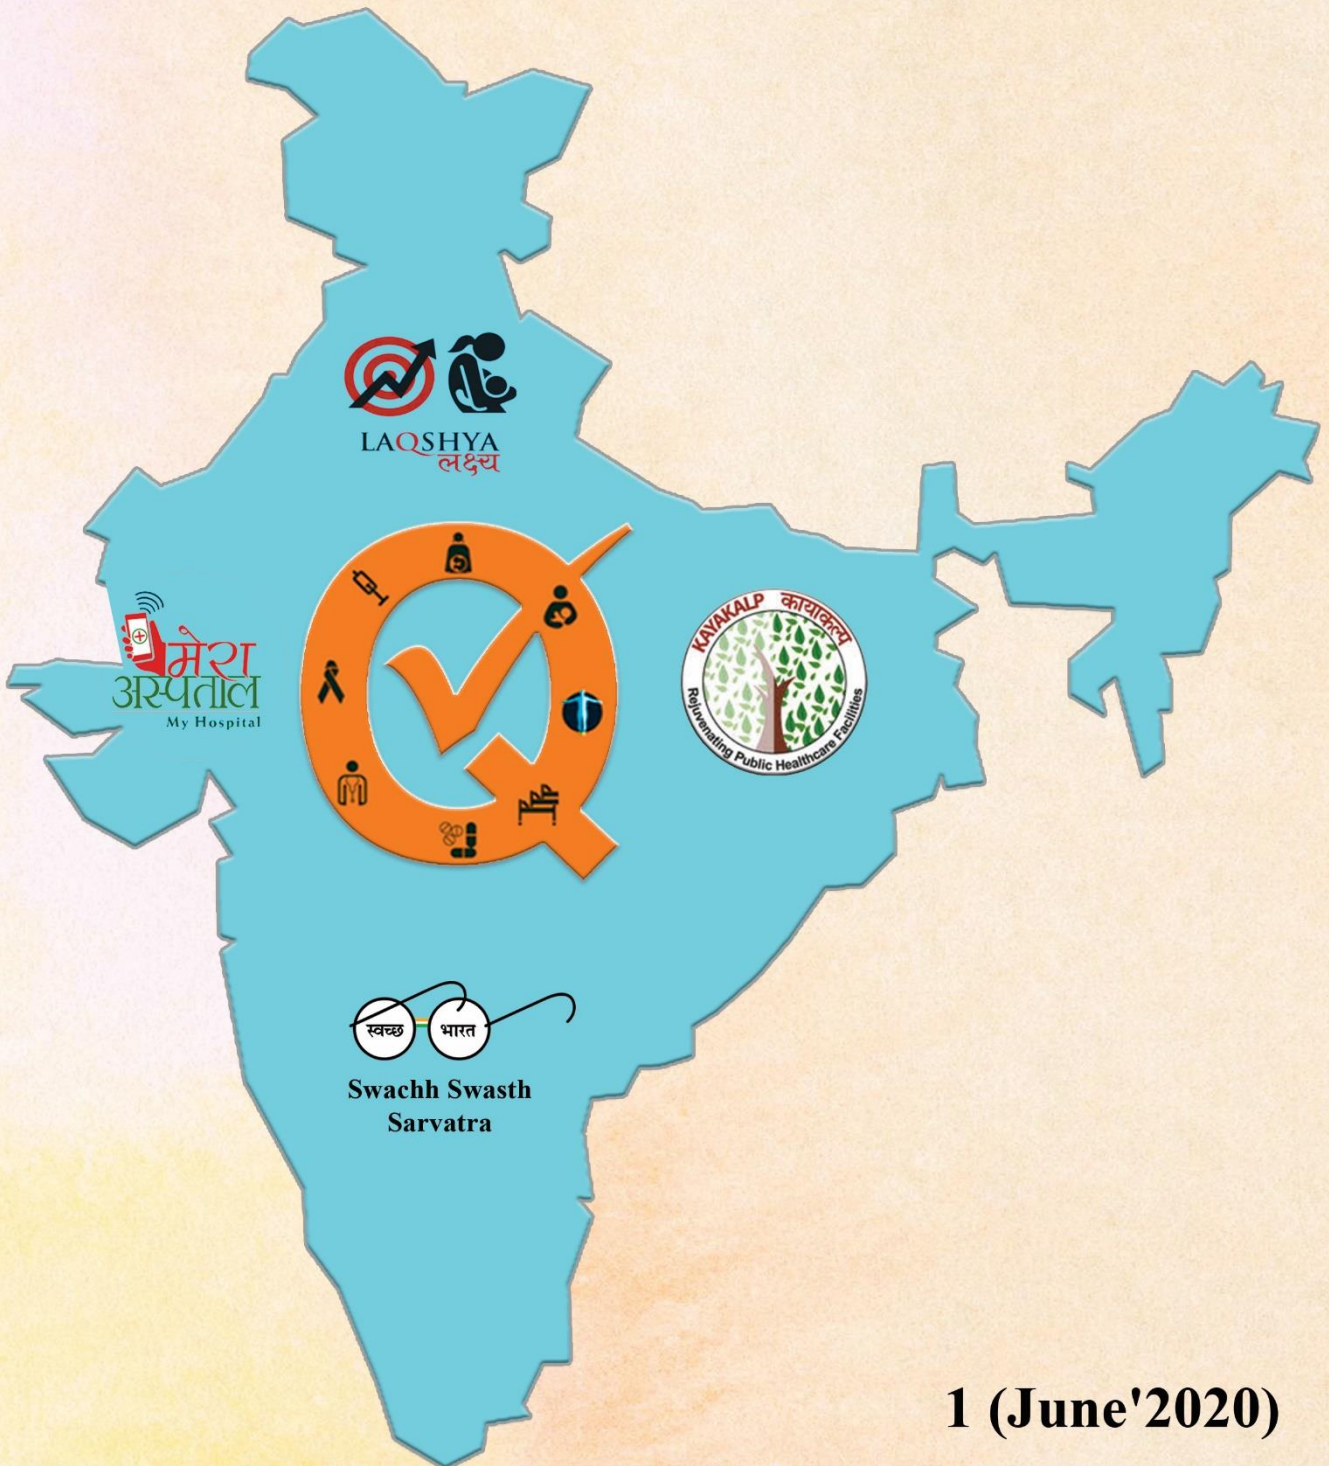 LAQSHYA
लक्ष्य
मेरा
अस्पताल
My Hospital
KAYAKALP कायाकल्प
Rejuvenating Public Healthcare Facilities
स्वच्छ भारत
Swachh Swasth
Sarvatra
1 (June'2020)